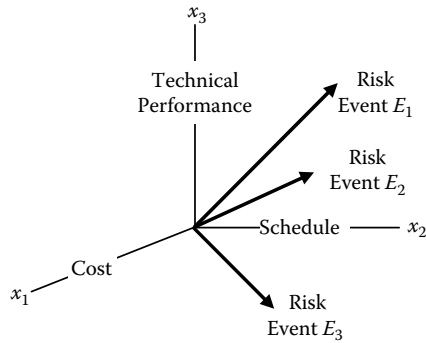 x₃
Technical
Performance
Risk
Event E₁
Risk
Event E₂
Schedule
x₂
Cost
x₁
Risk
Event E₃